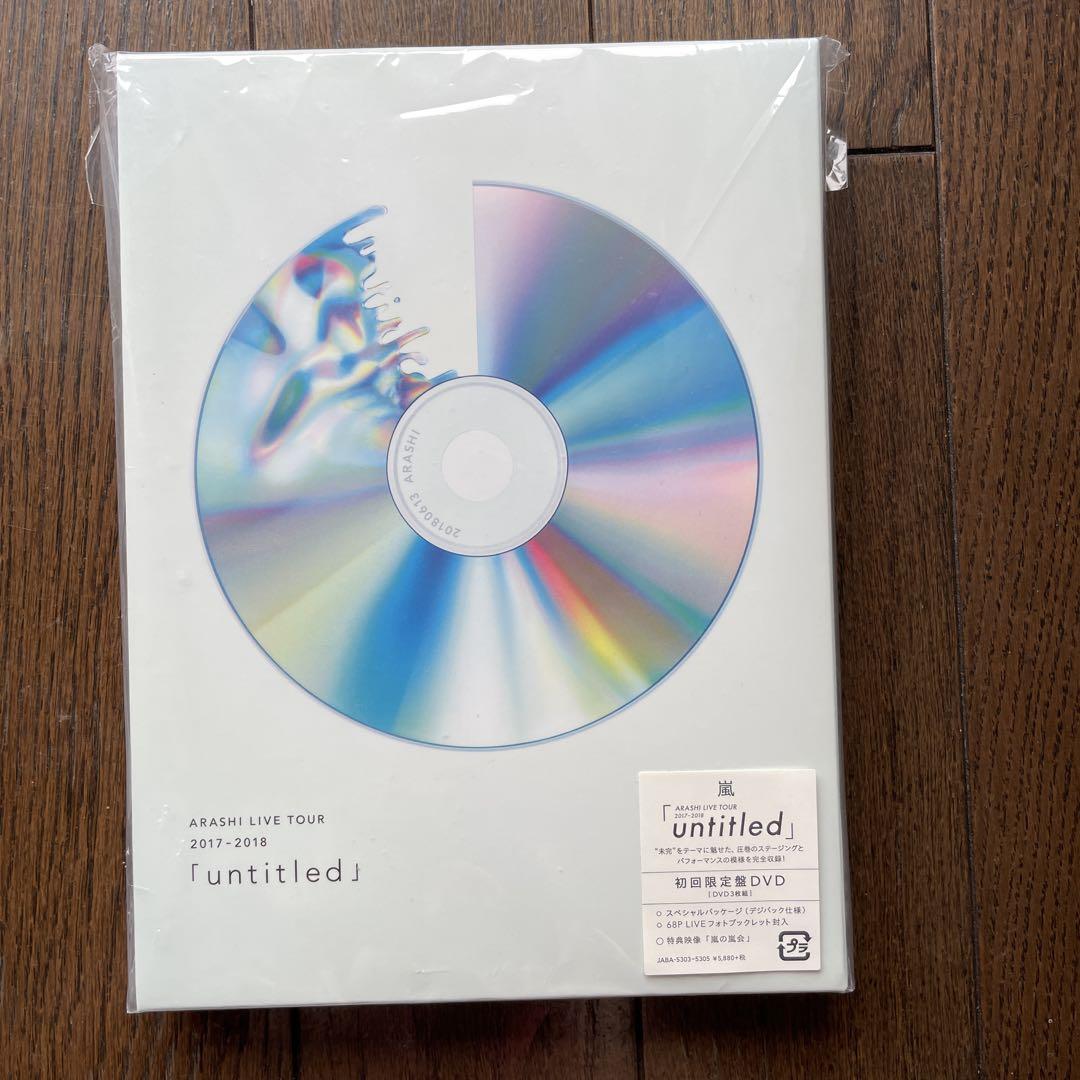 20180613 ARASHI
ARASHI LIVE TOUR
2017-2018
「untitled」
嵐
ARASHI LIVE TOUR
2017-2018
「untitled」
"未完"をテーマに魅せた、圧巻のステージングと
パフォーマンスの模様を完全収録!
初回限定盤DVD
[DVD3枚組]
○ スペシャルパッケージ(デジパック仕様)
○ 68P LIVEフォトブックレット封入
○ 特典映像「嵐の嵐会」
JABA-5303~5305 ¥5,880+税
プラ